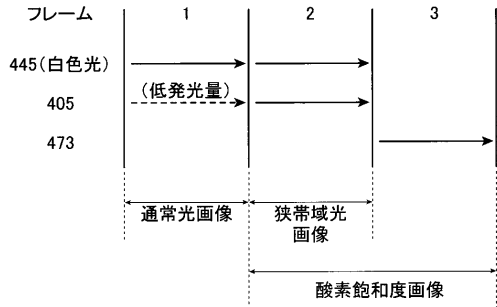 フレーム 1 2 3
445(白色光)
(低発光量)
405
473
通常光画像
狭帯域光
画像
酸素飽和度画像